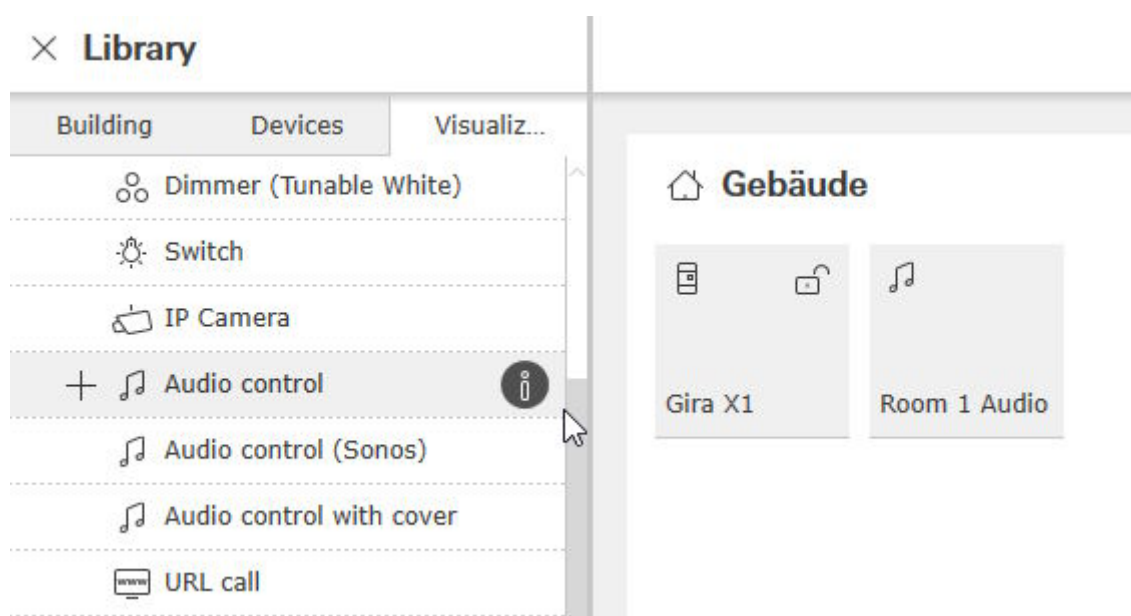 Library
Building Devices Visualiz...
Dimmer (Tunable White)
Switch
IP Camera
Audio control
Audio control (Sonos)
Audio control with cover
www URL call
Gebäude
Gira X1
Room 1 Audio